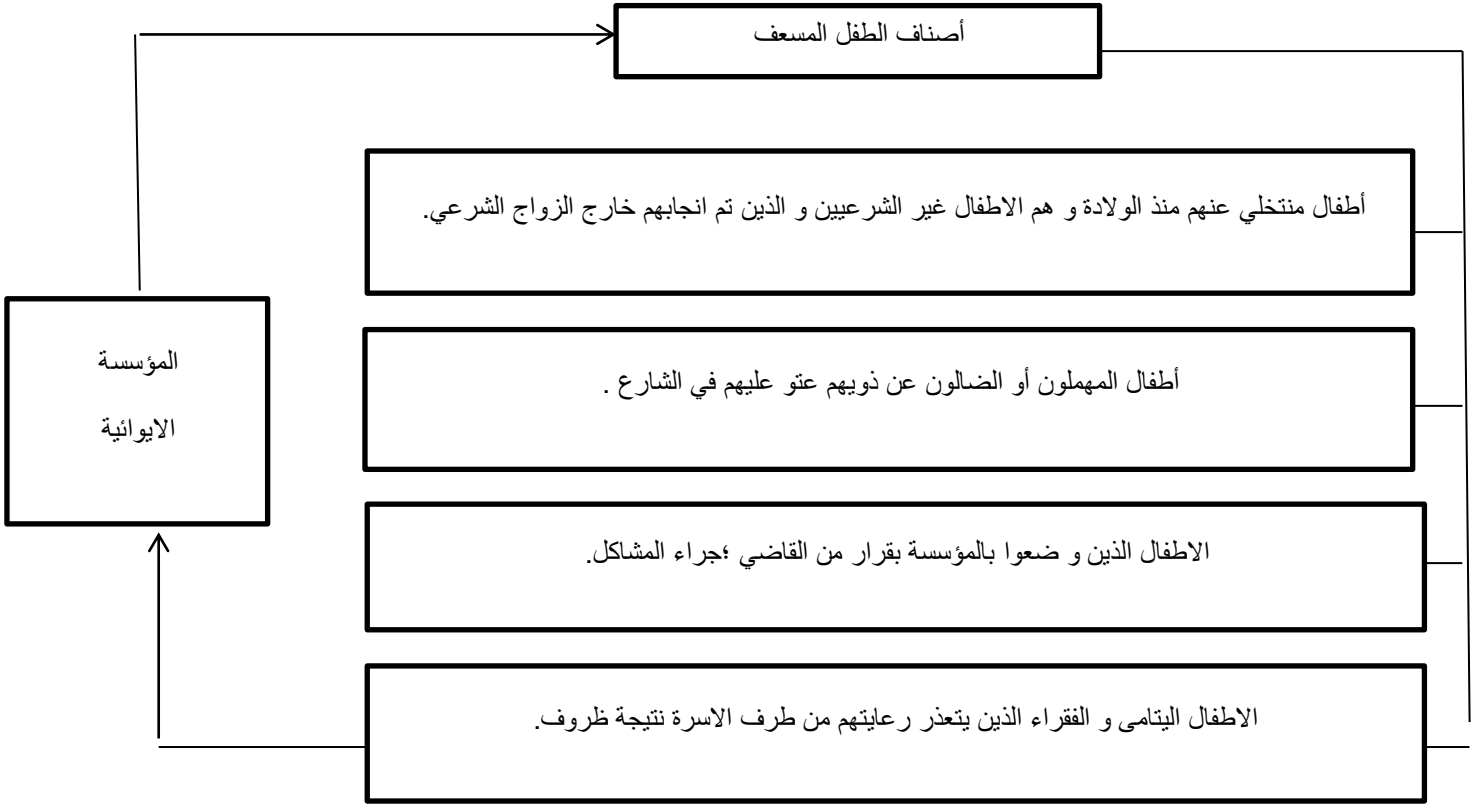 أصناف الطفل المسعف
أطفال منتخلي عنهم منذ الولادة و هم الاطفال غير الشرعيين و الذين تم انجابهم خارج الزواج الشرعي.
المؤسسة
الايوائية
أطفال المهملون أو الضالون عن ذويهم عتو عليهم في الشارع .
الاطفال الذين و ضعوا بالمؤسسة بقرار من القاضي ؛جراء المشاكل.
الاطفال اليتامى و الفقراء الذين يتعذر رعايتهم من طرف الاسرة نتيجة ظروف.